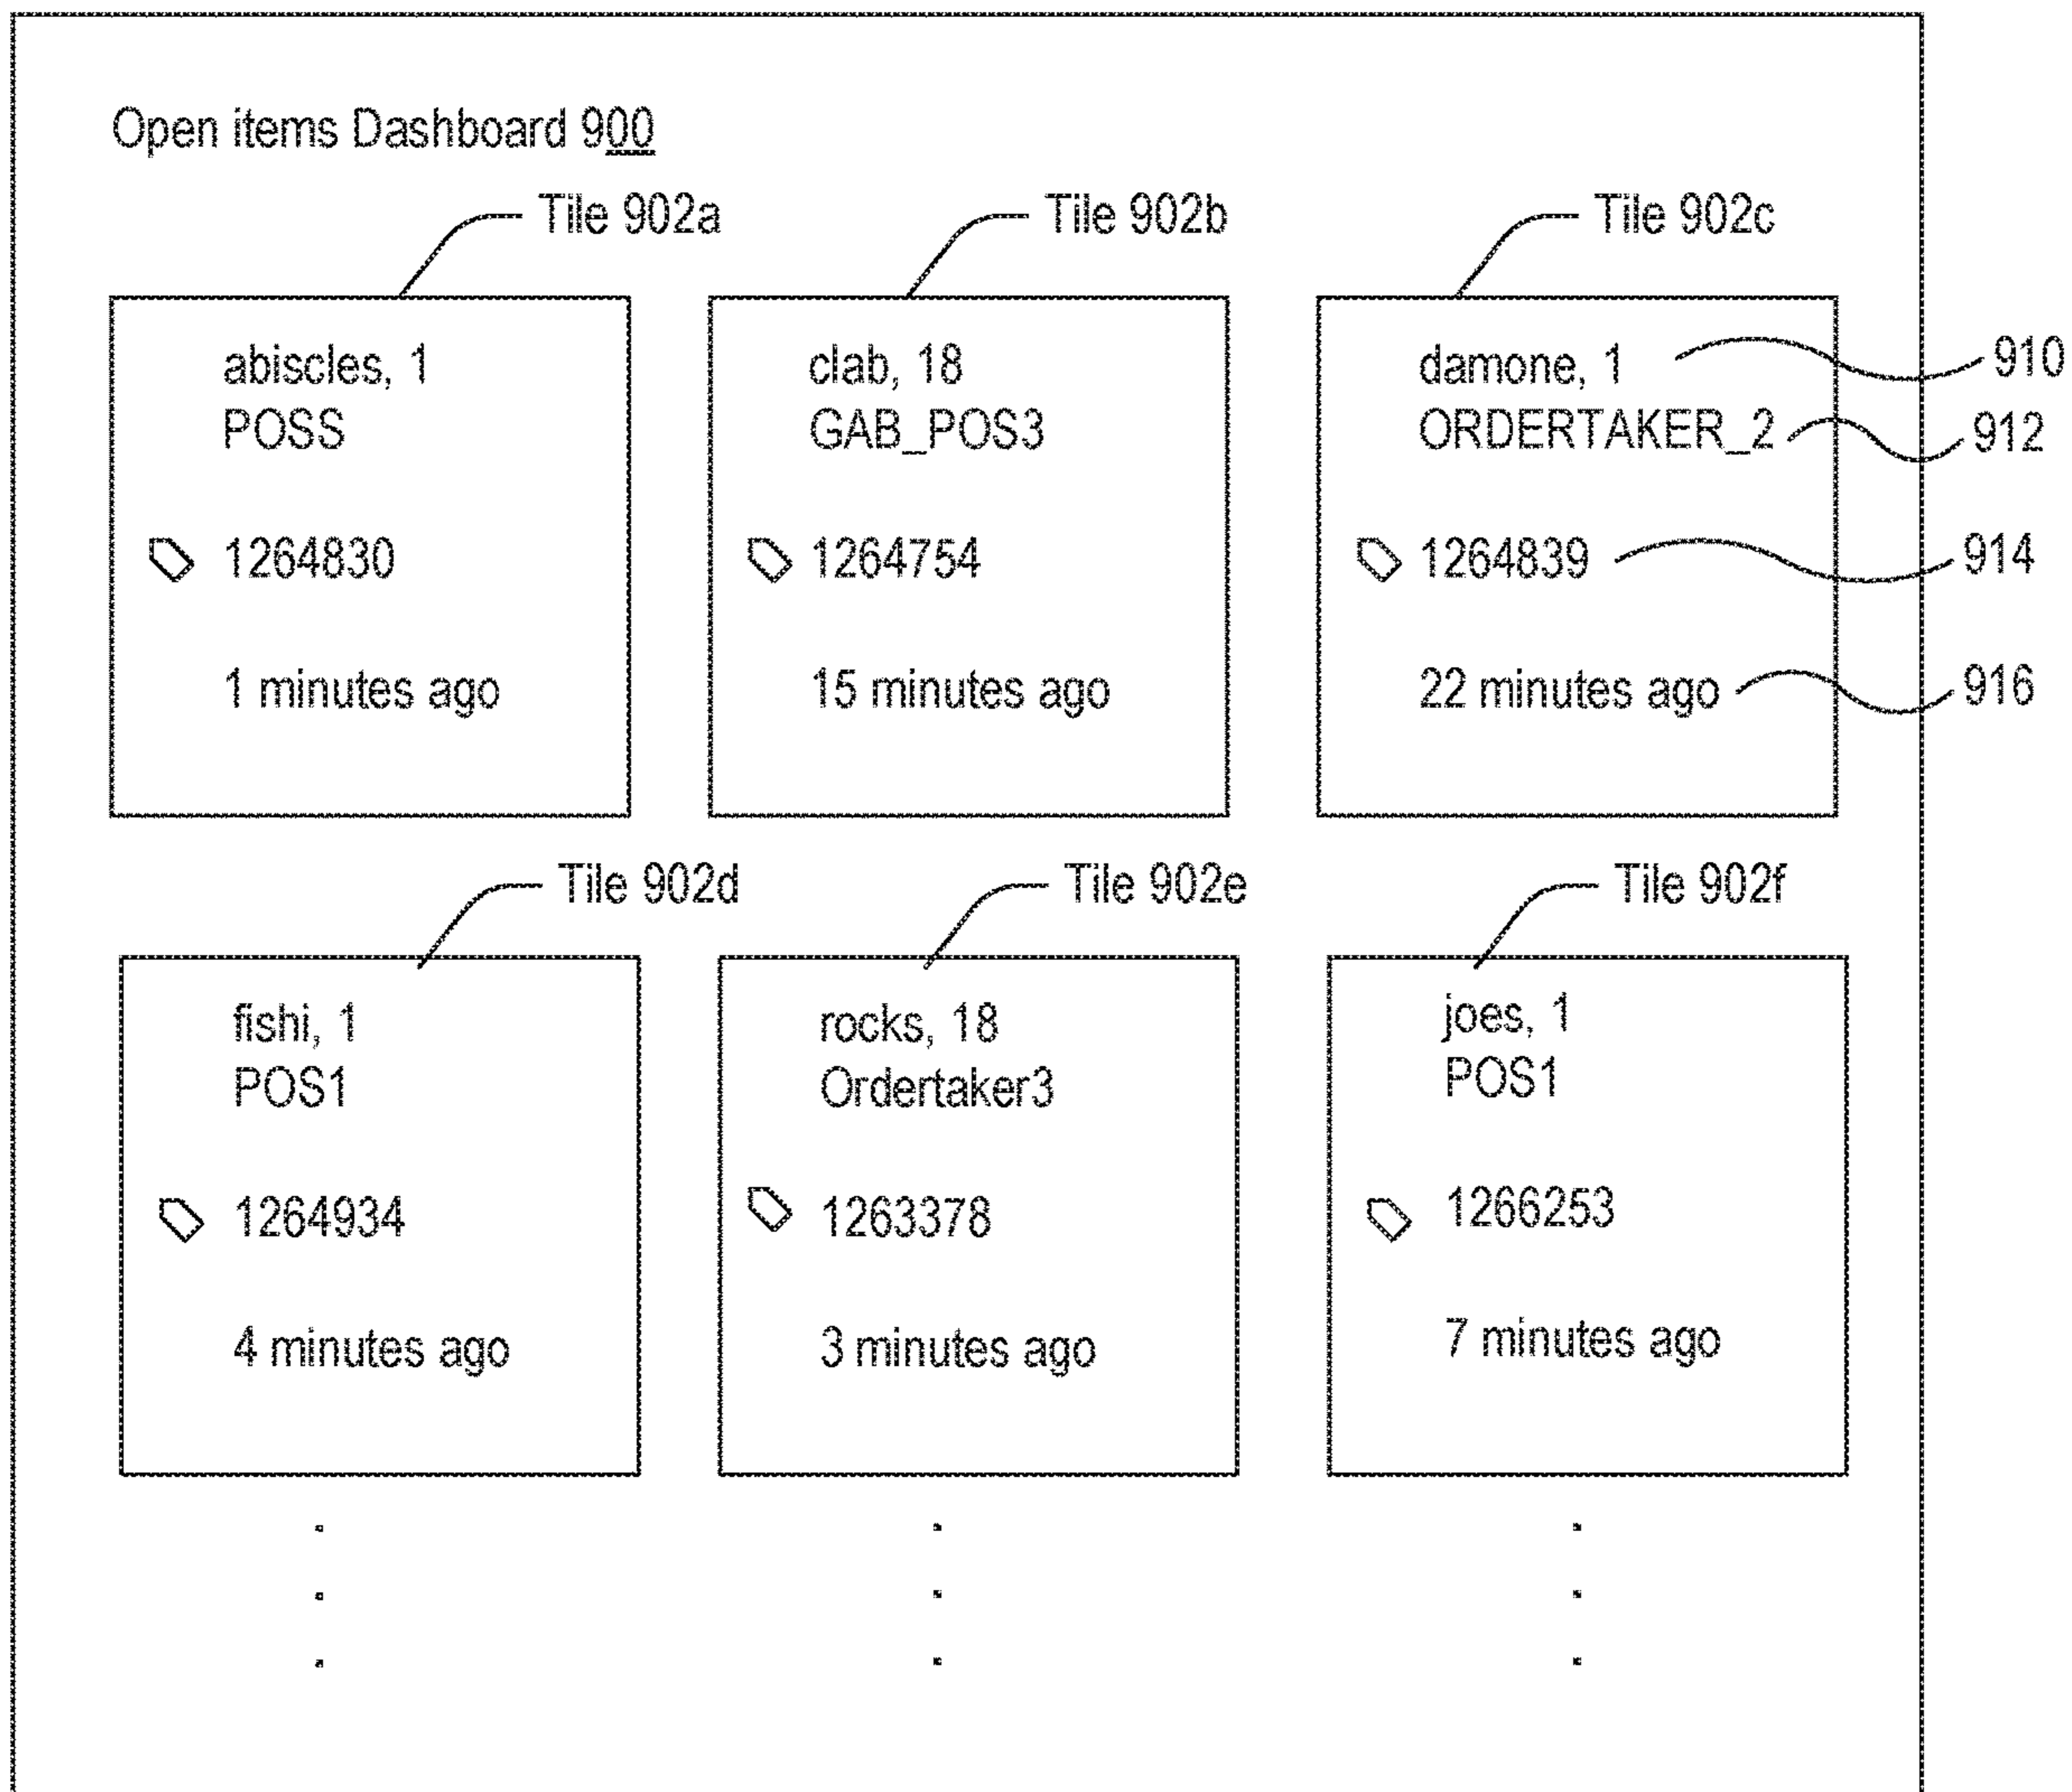 Open items Dashboard 900
Tile 902a
Tile 902b
Tile 902c
abiscles, 1
POSS
1264830
1 minutes ago
clab, 18
GAB_POS3
1264754
15 minutes ago
damone, 1
ORDERTAKER_2
1264839
22 minutes ago
910
912
914
916
Tile 902d
Tile 902e
Tile 902f
fishi, 1
POS1
1264934
4 minutes ago
rocks, 18
Ordertaker3
1263378
3 minutes ago
joes, 1
POS1
1266253
7 minutes ago